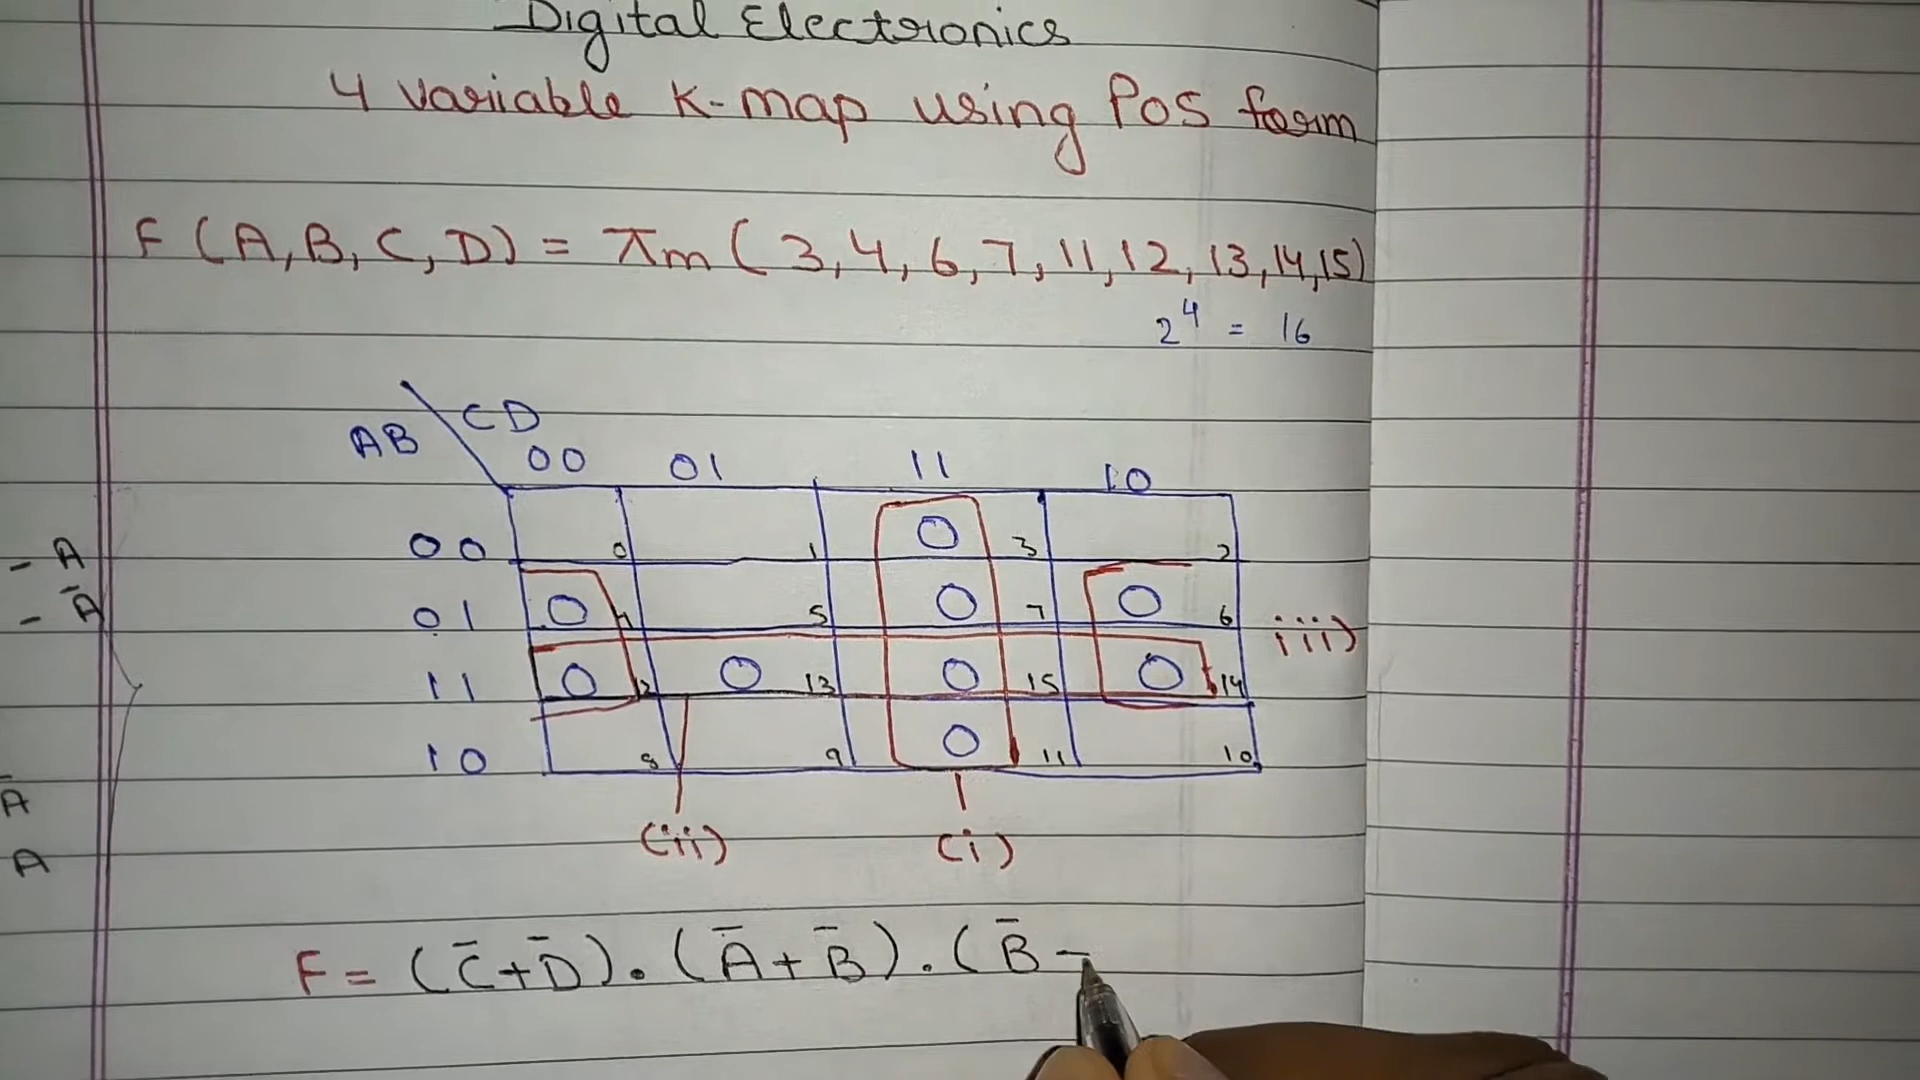 Digital Electronics
4 variable K-map using POS form
F (A, B, C, D) = πm ( 3, 4, 6, 7, 11, 12, 13, 14, 15)
2⁴ = 16
AB CD
00 01 11 10
00 0 0 1 3 2
01 0 4 5 0 7 0 6
11 0 12 0 13 0 15 0 14
10 8 9 0 11 10
- A
- Ā
Ā
A
iii)
(ii) (i)
F = (C̄+D̄).(Ā+B̄).(B̄ -